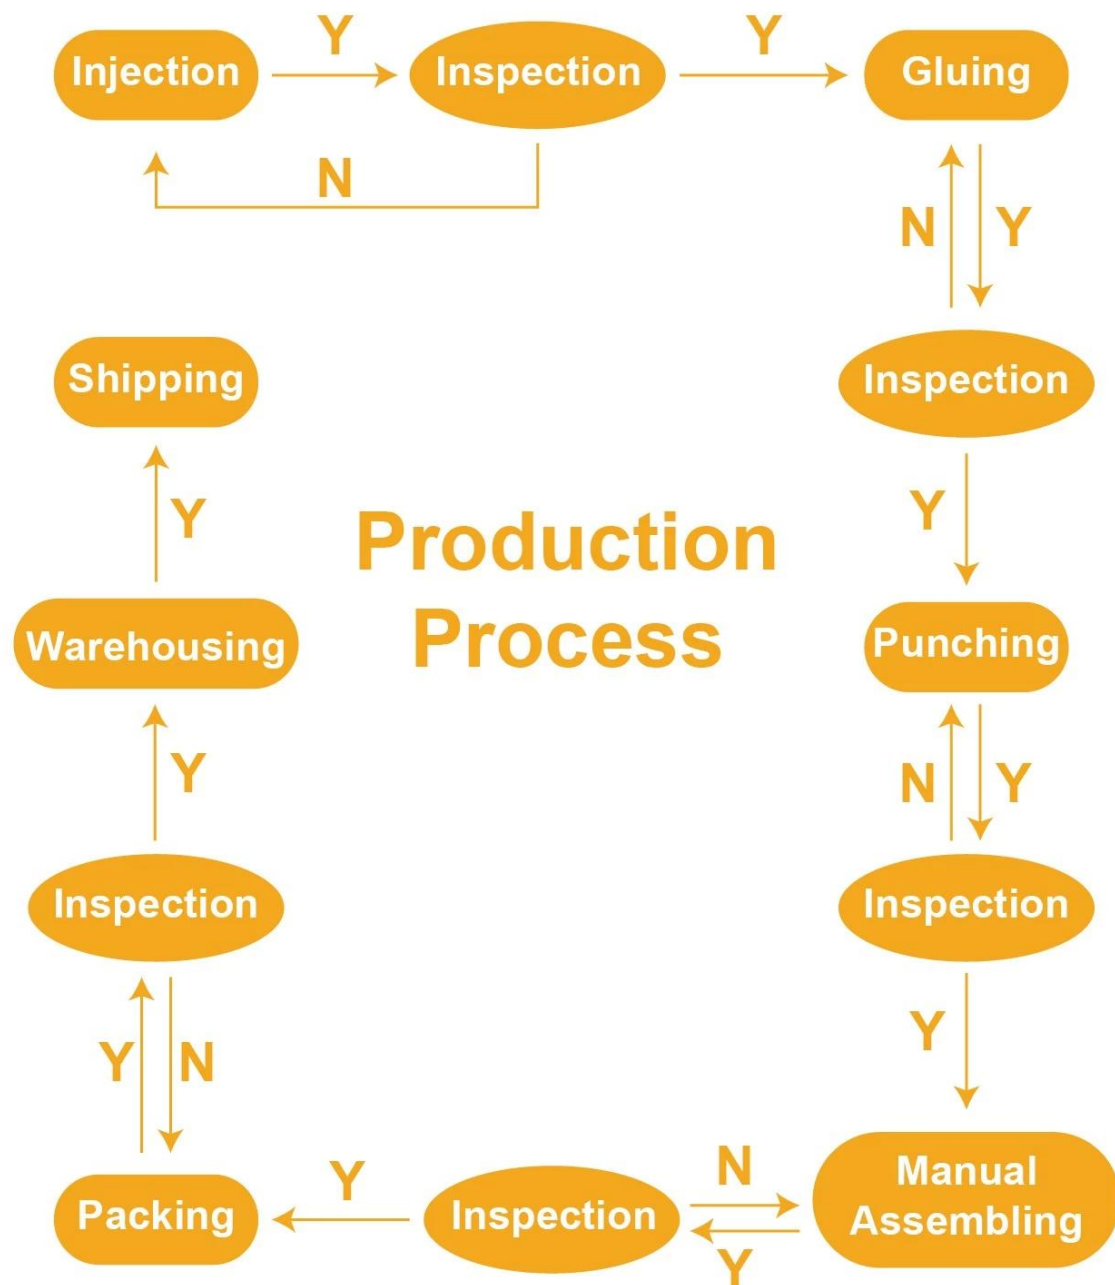 Injection
Y
Inspection
Y
Gluing
N
N
Y
Inspection
Y
Punching
N
Y
Inspection
Y
Manual
Assembling
N
Y
Inspection
Y
Packing
Y
N
Inspection
Y
Warehousing
Y
Shipping
Production
Process